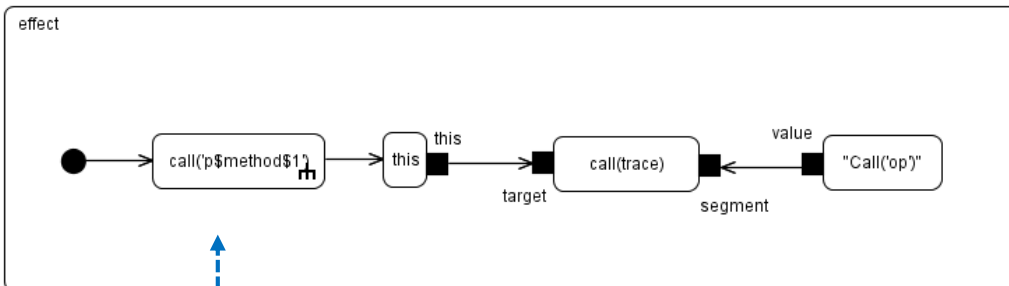 effect
call('p$method$1')
this
this
target
call(trace)
segment
value
"Call('op')"